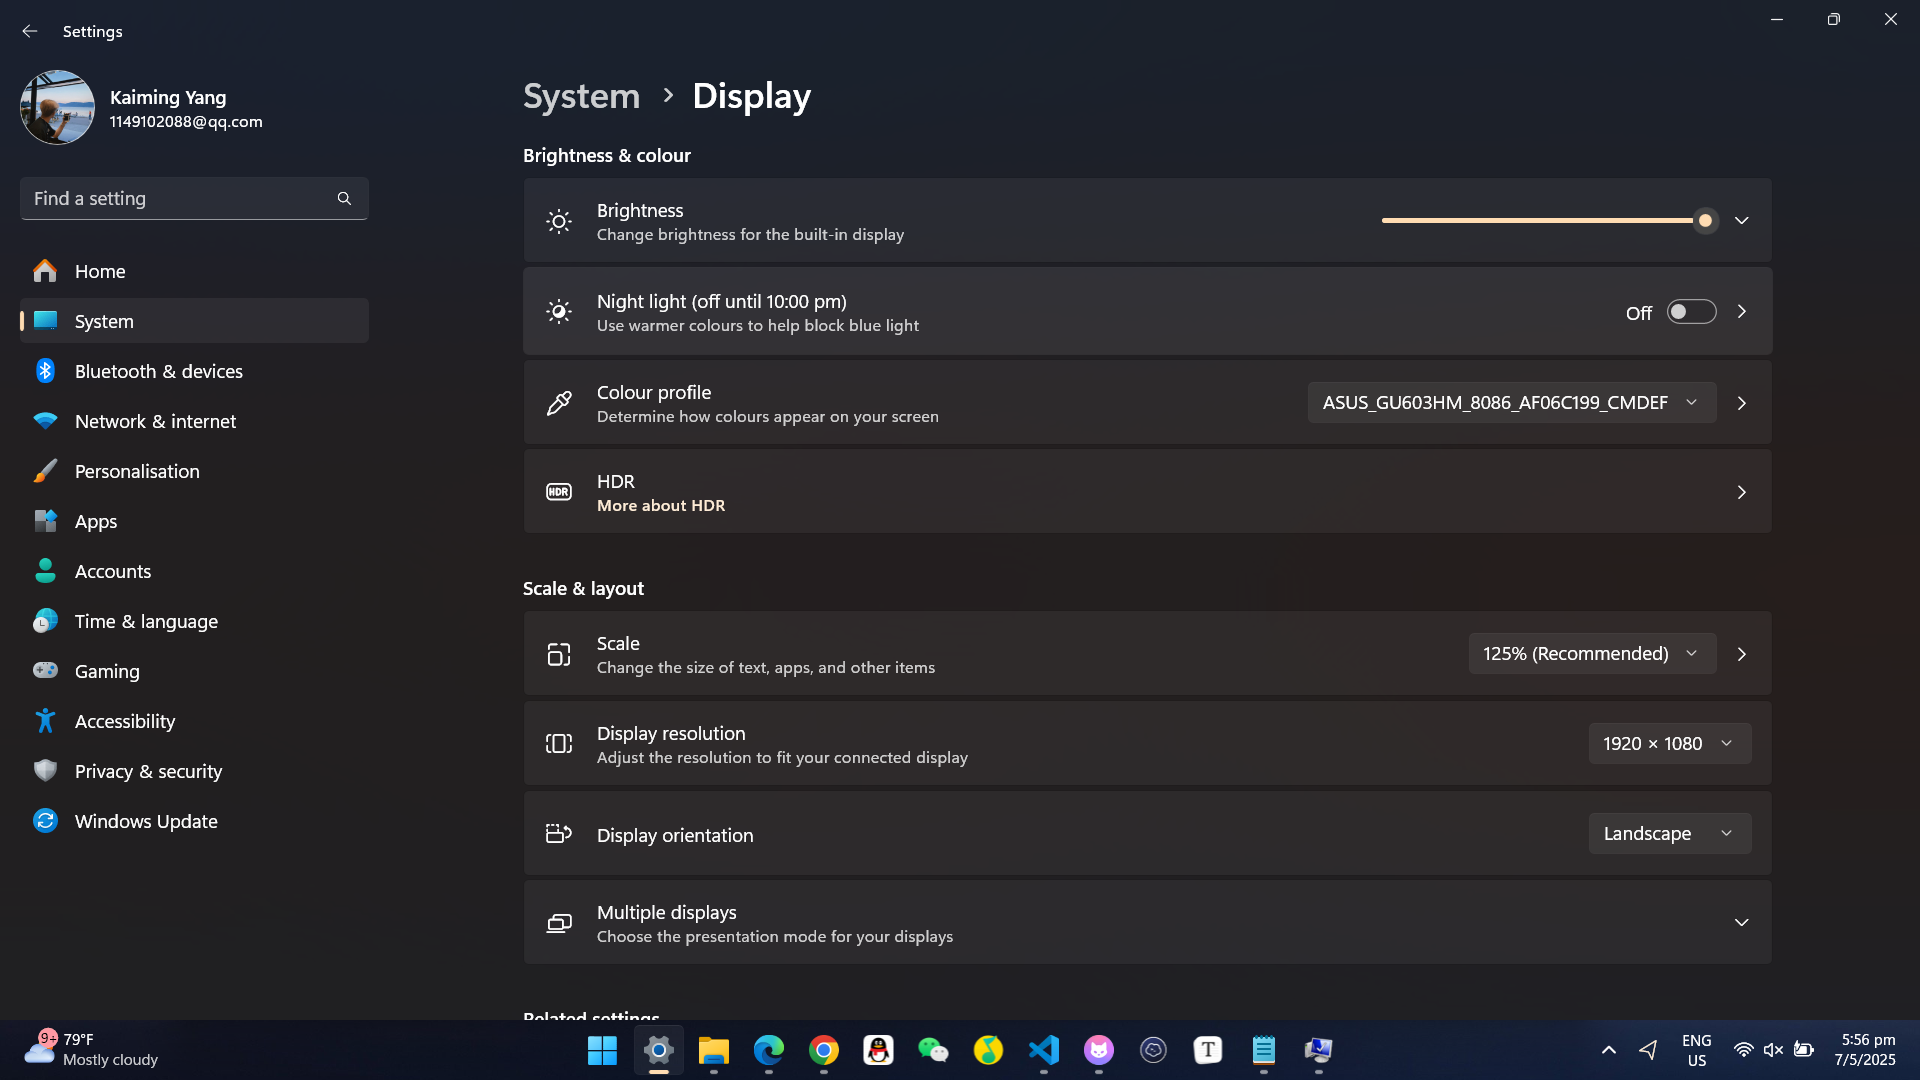 Settings
Kaiming Yang
1149102088@qq.com
Find a setting
Home
System
Bluetooth & devices
Network & internet
Personalisation
Apps
Accounts
Time & language
Gaming
Accessibility
Privacy & security
Windows Update
System > Display
Brightness & colour
Brightness
Change brightness for the built-in display
Night light (off until 10:00 pm)
Use warmer colours to help block blue light
Off
Colour profile
Determine how colours appear on your screen
ASUS_GU603HM_8086_AF06C199_CMDEF
HDR
HDR
More about HDR
Scale & layout
Scale
Change the size of text, apps, and other items
125% (Recommended)
Display resolution
Adjust the resolution to fit your connected display
1920 × 1080
Display orientation
Landscape
Multiple displays
Choose the presentation mode for your displays
Related settings
9+
79°F
Mostly cloudy
T
ENG
US
5:56 pm
7/5/2025